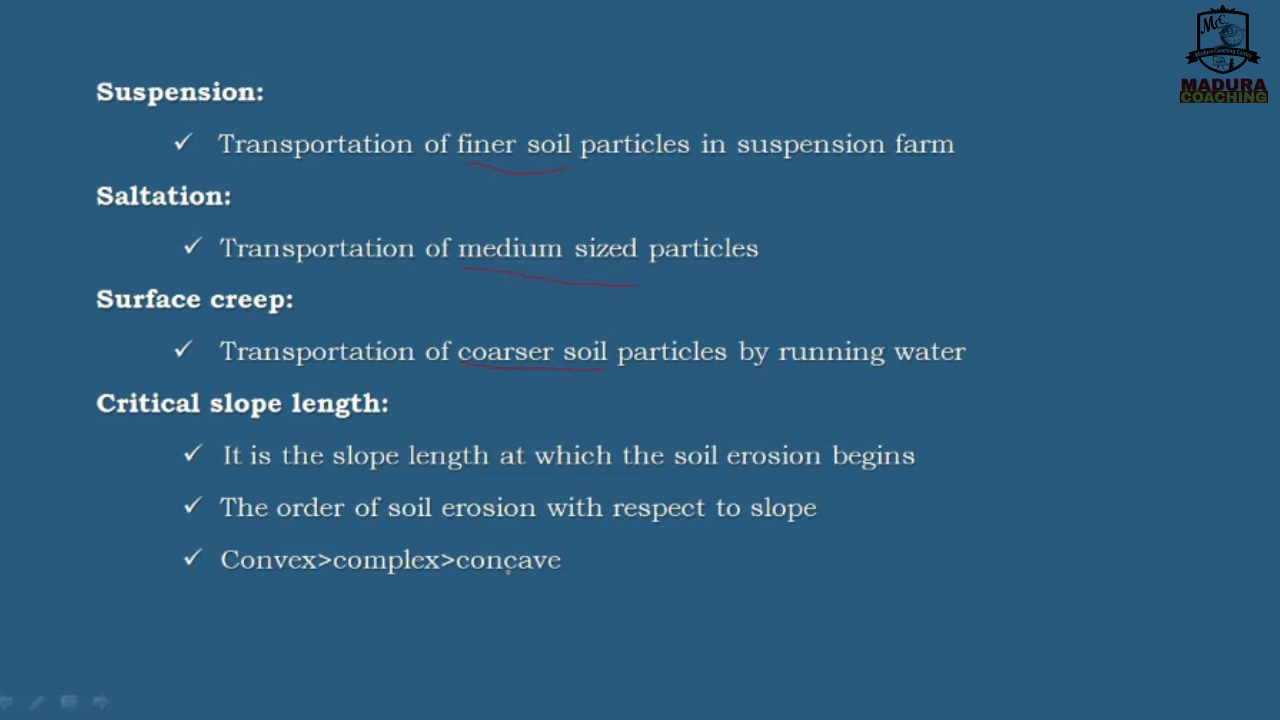 MADURA
COACHING
Suspension:
✓ Transportation of finer soil particles in suspension farm
Saltation:
✓ Transportation of medium sized particles
Surface creep:
✓ Transportation of coarser soil particles by running water
Critical slope length:
✓ It is the slope length at which the soil erosion begins
✓ The order of soil erosion with respect to slope
✓ Convex>complex>concave